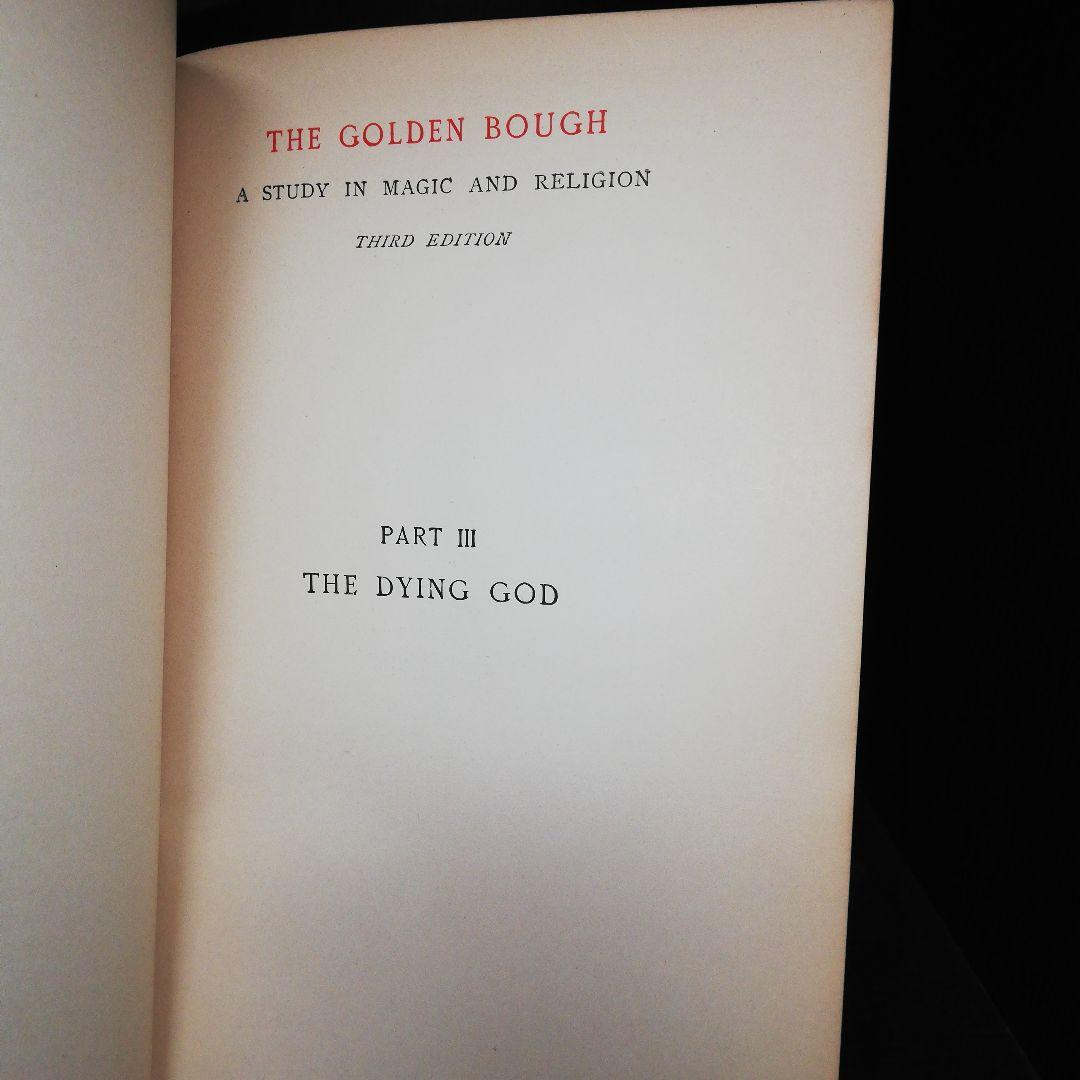 THE GOLDEN BOUGH
A STUDY IN MAGIC AND RELIGION
THIRD EDITION
PART III
THE DYING GOD